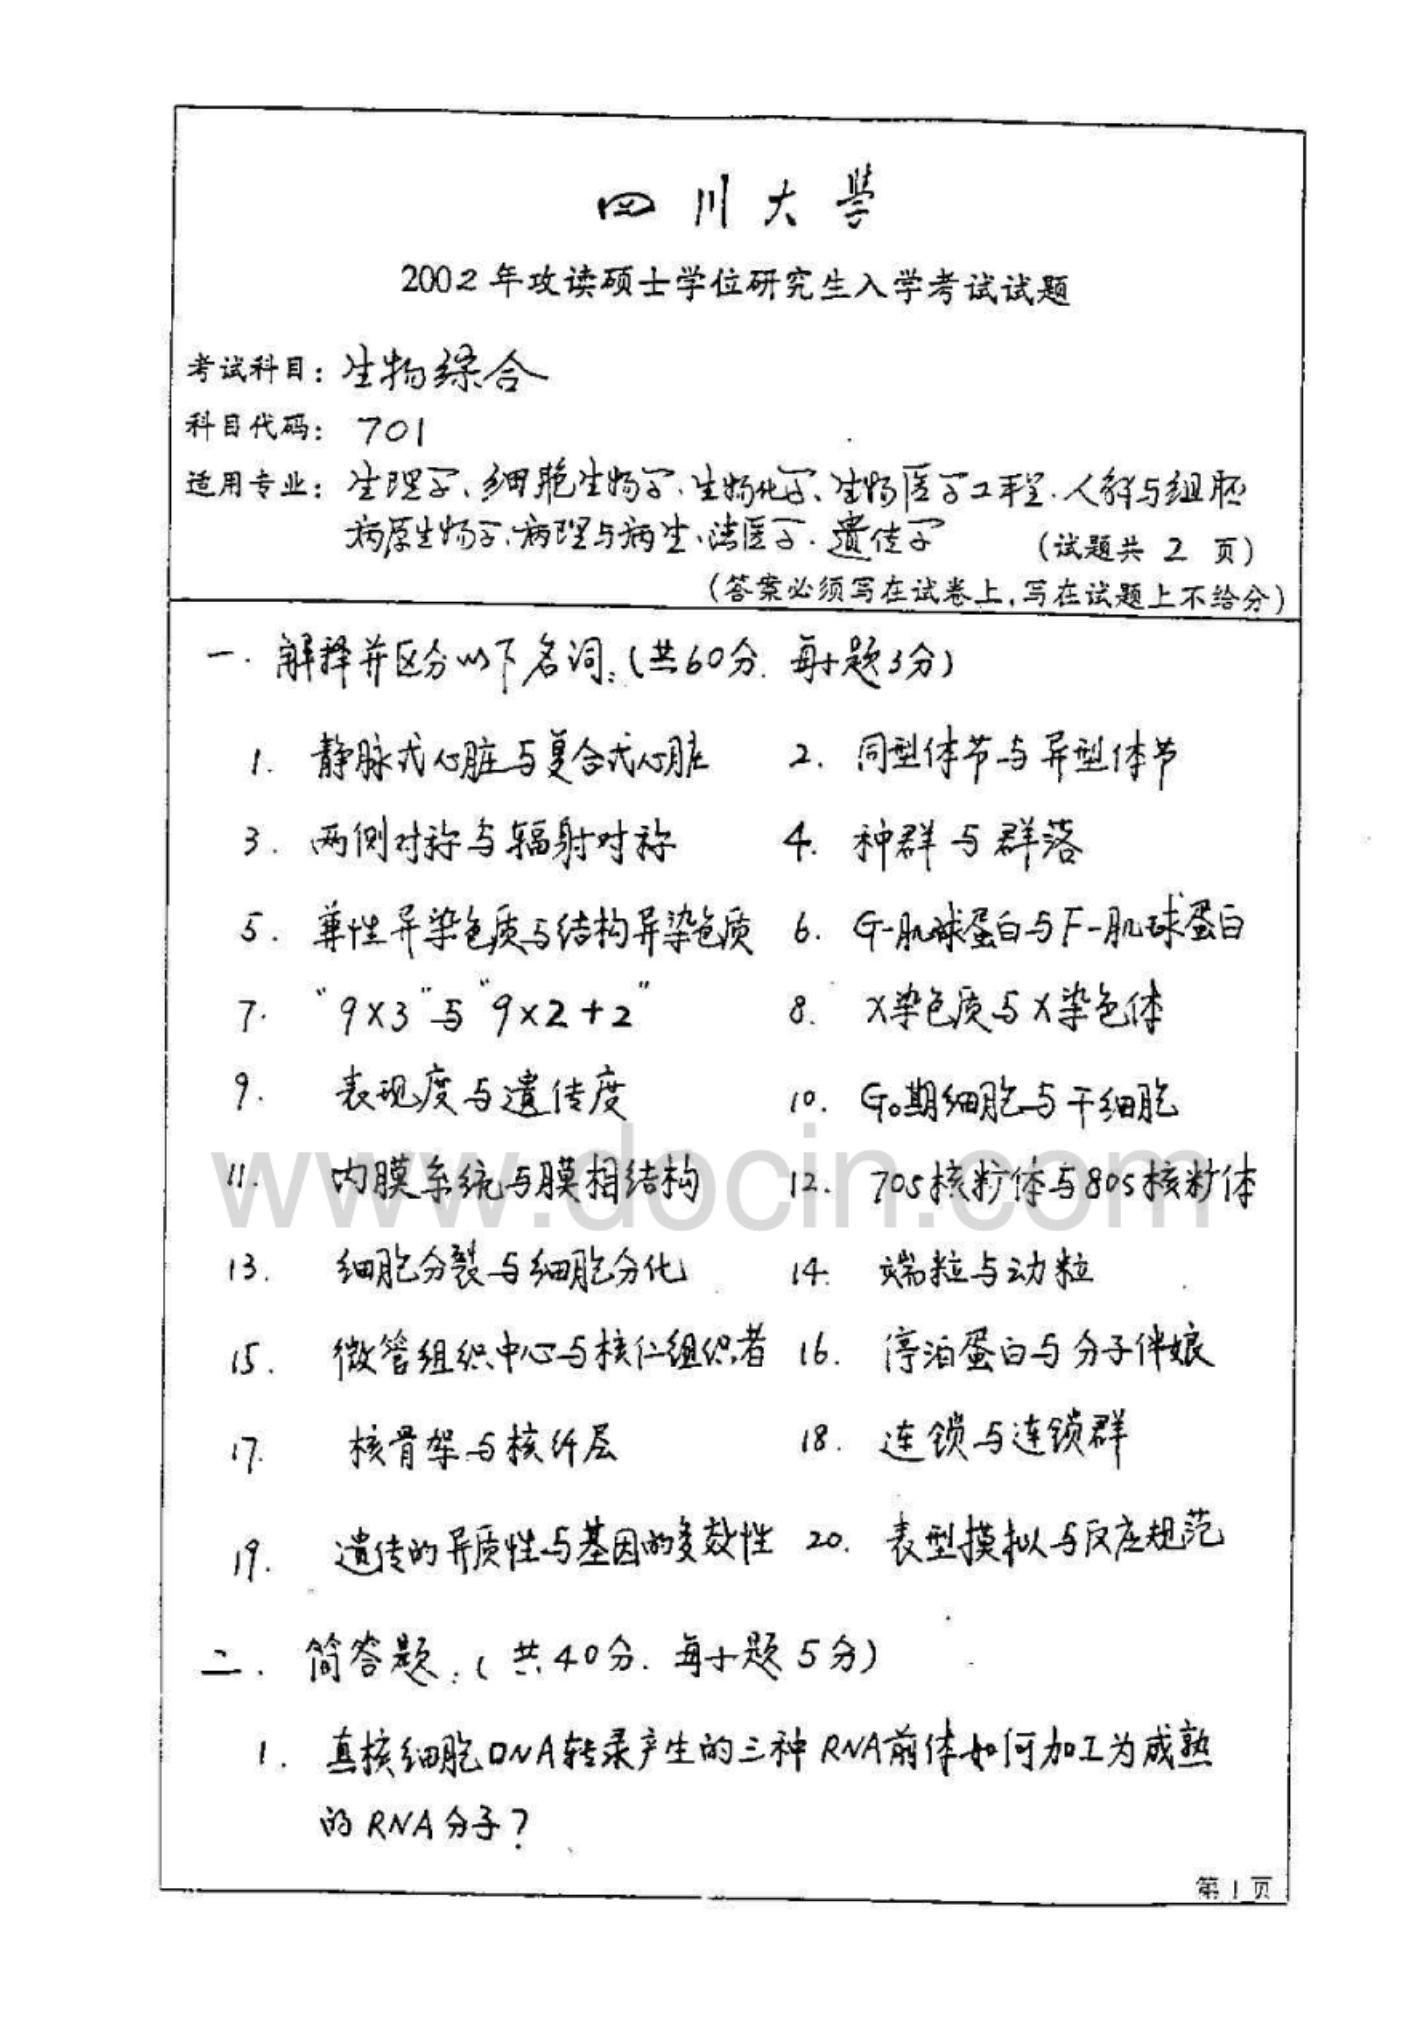 四川大学
2002年攻读硕士学位研究生入学考试试题
考试科目：生物综合
科目代码：701
适用专业：生理学、细胞生物学、生物化学、生物医学工程、人解与组胚
病原生物学、病理与病生、法医学、遗传学 （试题共 2 页）
（答案必须写在试卷上，写在试题上不给分）
一. 解释并区分以下名词：（共60分. 每小题3分）
1. 静脉式心脏与复合式心脏 2. 同型体节与异型体节
3. 两侧对称与辐射对称 4. 种群与群落
5. 兼性异染色质与结构异染色质 6. G-肌球蛋白与F-肌球蛋白
7. "9×3"与"9×2+2" 8. X染色质与X染色体
9. 表现度与遗传度 10. G₀期细胞与干细胞
11. 内膜系统与膜相结构 12. 70s核籵体与80s核籵体
13. 细胞分裂与细胞分化 14. 端粒与动粒
15. 微管组织中心与核仁组织者 16. 停泊蛋白与分子伴娘
17. 核骨架与核纤层 18. 连锁与连锁群
19. 遗传的异质性与基因的多效性 20. 表型摸拟与反应规范
二. 简答题：（共40分. 每小题5分）
1. 真核细胞DNA转录产生的三种RNA前体如何加工为成熟
的RNA分子？
第1页
www.docin.com